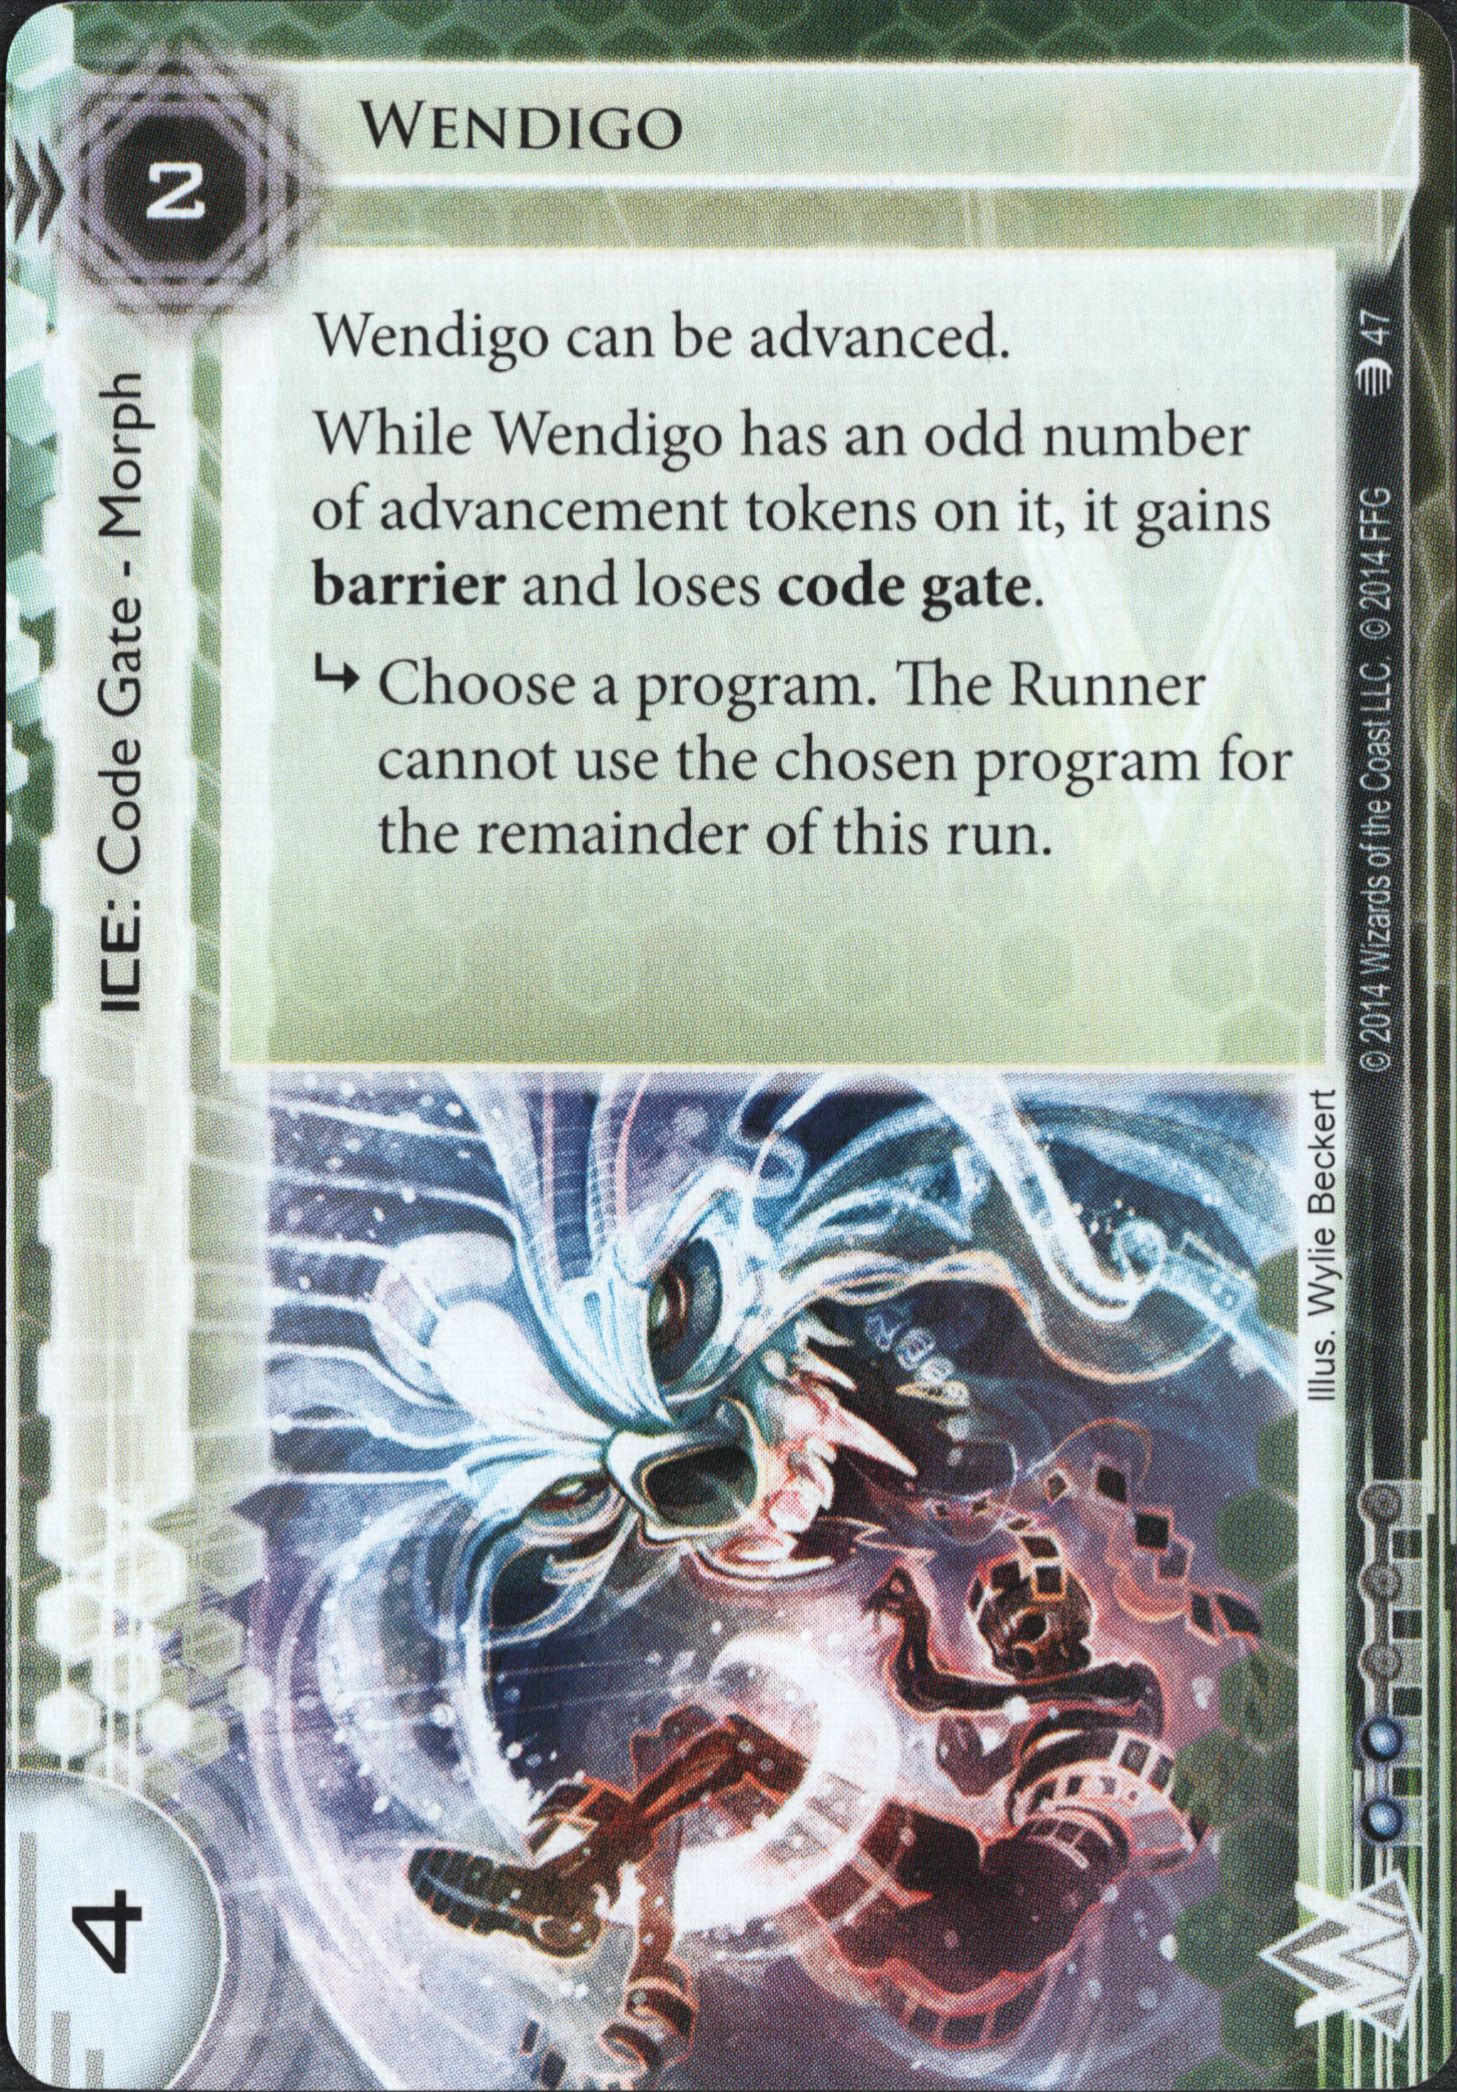 2
WENDIGO
ICE: Code Gate - Morph
Wendigo can be advanced.
While Wendigo has an odd number
of advancement tokens on it, it gains
barrier and loses code gate.
Choose a program. The Runner
cannot use the chosen program for
the remainder of this run.
4
Illus. Wylie Beckert
© 2014 Wizards of the Coast LLC. © 2014 FFG
47